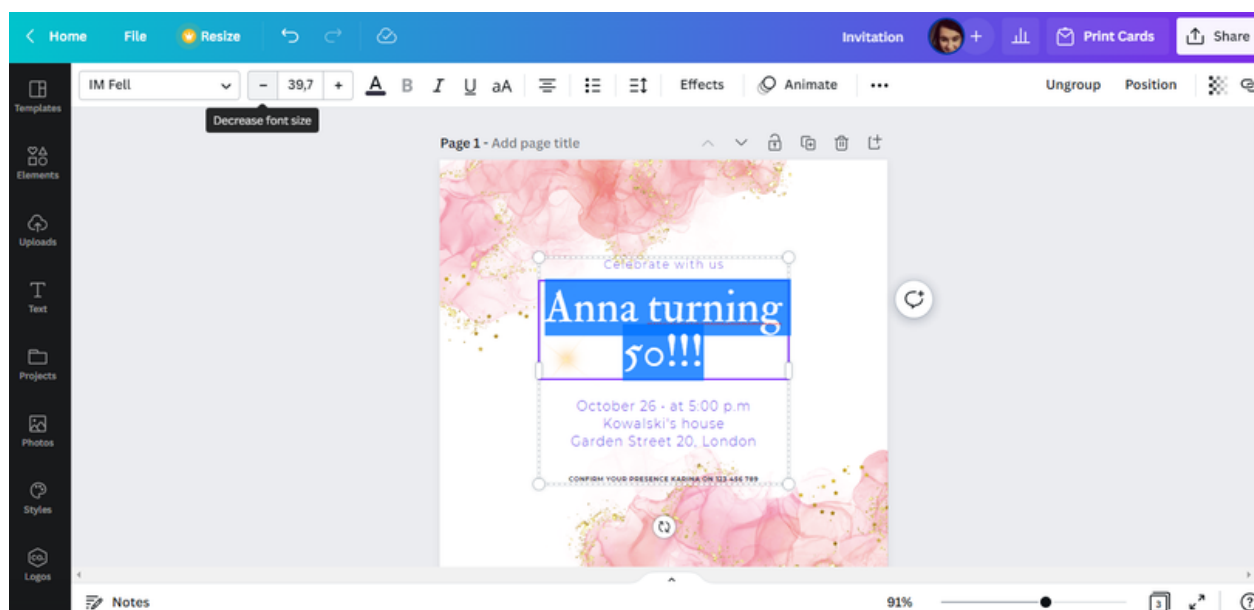 Home File Resize Invitation Print Cards Share
IM Fell - 39,7 + A B I U aA Effects Animate ... Ungroup Position
Decrease font size
Templates
Elements
Uploads
Text
Projects
Photos
Styles
CO.
Logos
Page 1 - Add page title
Celebrate with us
Anna turning
50!!!
October 26 - at 5:00 p.m
Kowalski's house
Garden Street 20, London
CONFIRM YOUR PRESENCE KARINA ON 123 456 789
Notes 91% 3 ?